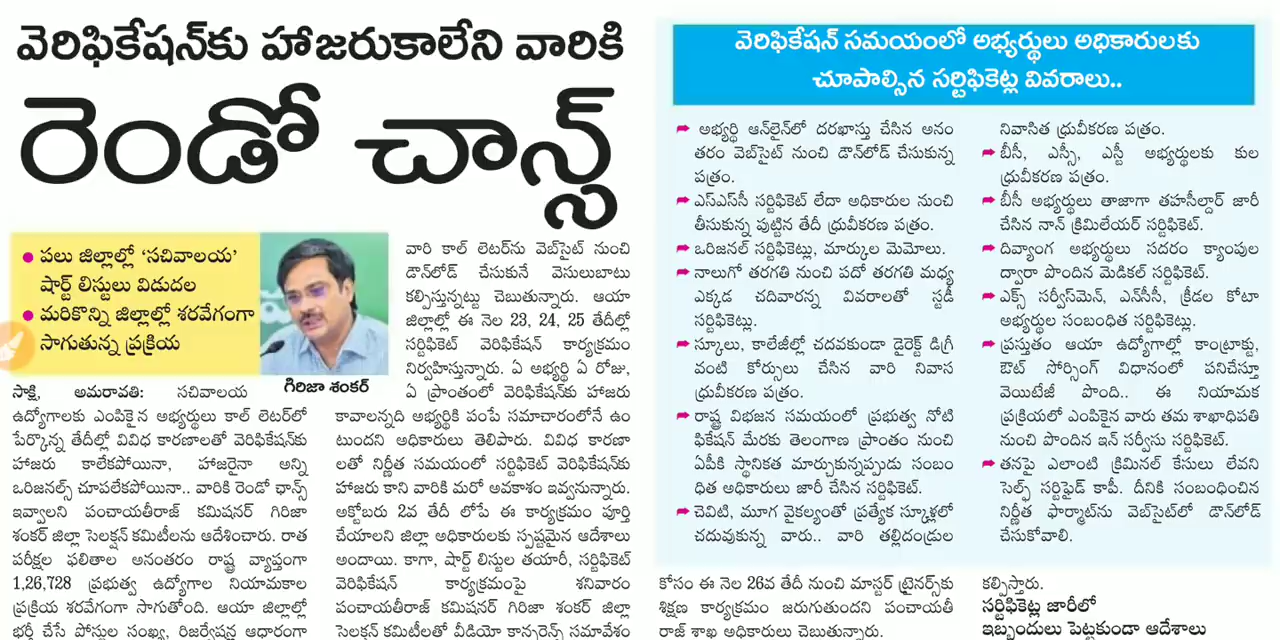 వెరిఫికేషన్‌కు హాజరుకాలేని వారికి
రెండో చాన్స్
● పలు జిల్లాల్లో ‘సచివాలయ’
షార్ట్ లిస్టులు విడుదల
● మరికొన్ని జిల్లాల్లో శరవేగంగా
సాగుతున్న ప్రక్రియ
గిరిజా శంకర్
సాక్షి, అమరావతి: సచివాలయ
ఉద్యోగాలకు ఎంపికైన అభ్యర్థులు కాల్ లెటర్‌లో
పేర్కొన్న తేదీల్లో వివిధ కారణాలతో వెరిఫికేషన్‌కు
హాజరు కాలేకపోయినా, హాజరైనా అన్ని
ఒరిజనల్స్ చూపలేకపోయినా.. వారికి రెండో ఛాన్స్
ఇవ్వాలని పంచాయతీరాజ్ కమిషనర్ గిరిజా
శంకర్ జిల్లా సెలక్షన్ కమిటీలను ఆదేశించారు. రాత
పరీక్షల ఫలితాల అనంతరం రాష్ట్ర వ్యాప్తంగా
1,26,728 ప్రభుత్వ ఉద్యోగాల నియామకాల
ప్రక్రియ శరవేగంగా సాగుతోంది. ఆయా జిల్లాల్లో
భర్తీ చేసే పోస్టుల సంఖ్య, రిజర్వేషన్ల ఆధారంగా
వారి కాల్ లెటర్‌ను వెబ్‌సైట్ నుంచి
డౌన్‌లోడ్ చేసుకునే వెసులుబాటు
కల్పిస్తున్నట్టు చెబుతున్నారు. ఆయా
జిల్లాల్లో ఈ నెల 23, 24, 25 తేదీల్లో
సర్టిఫికెట్ వెరిఫికేషన్ కార్యక్రమం
నిర్వహిస్తున్నారు. ఏ అభ్యర్థి ఏ రోజు,
ఏ ప్రాంతంలో వెరిఫికేషన్‌కు హాజరు
కావాలన్నది అభ్యర్థికి పంపే సమాచారంలోనే ఉం
టుందని అధికారులు తెలిపారు. వివిధ కారణా
లతో నిర్ణీత సమయంలో సర్టిఫికెట్ వెరిఫికేషన్‌కు
హాజరు కాని వారికి మరో అవకాశం ఇవ్వనున్నారు.
అక్టోబరు 2వ తేదీ లోపే ఈ కార్యక్రమం పూర్తి
చేయాలని జిల్లా అధికారులకు స్పష్టమైన ఆదేశాలు
అందాయి. కాగా, షార్ట్ లిస్టుల తయారీ, సర్టిఫికెట్
వెరిఫికేషన్ కార్యక్రమంపై శనివారం
పంచాయతీరాజ్ కమిషనర్ గిరిజా శంకర్ జిల్లా
సెలక్షన్ కమిటీలతో వీడియో కాన్ఫరెన్స్ సమావేశం
వెరిఫికేషన్ సమయంలో అభ్యర్థులు అధికారులకు
చూపాల్సిన సర్టిఫికెట్ల వివరాలు..
➡ అభ్యర్థి ఆన్‌లైన్‌లో దరఖాస్తు చేసిన అనం
తరం వెబ్‌సైట్ నుంచి డౌన్‌లోడ్ చేసుకున్న
పత్రం.
➡ ఎస్ఎస్‌సీ సర్టిఫికెట్ లేదా అధికారుల నుంచి
తీసుకున్న పుట్టిన తేదీ ధ్రువీకరణ పత్రం.
➡ ఒరిజనల్ సర్టిఫికెట్లు, మార్కుల మెమోలు.
➡ నాలుగో తరగతి నుంచి పదో తరగతి మధ్య
ఎక్కడ చదివారన్న వివరాలతో స్టడీ
సర్టిఫికెట్లు.
➡ స్కూలు, కాలేజీల్లో చదవకుండా డైరెక్ట్ డిగ్రీ
వంటి కోర్సులు చేసిన వారి నివాస
ధ్రువీకరణ పత్రం.
➡ రాష్ట్ర విభజన సమయంలో ప్రభుత్వ నోటి
ఫికేషన్ మేరకు తెలంగాణ ప్రాంతం నుంచి
ఏపీకి స్థానికత మార్చుకున్నప్పుడు సంబం
ధిత అధికారులు జారీ చేసిన సర్టిఫికెట్.
➡ చెవిటి, మూగ వైకల్యంతో ప్రత్యేక స్కూళ్లలో
చదువుకున్న వారు.. వారి తల్లిదండ్రుల
నివాసిత ధ్రువీకరణ పత్రం.
➡ బీసీ, ఎస్సీ, ఎస్టీ అభ్యర్థులకు కుల
ధ్రువీకరణ పత్రం.
➡ బీసీ అభ్యర్థులు తాజాగా తహసీల్దార్ జారీ
చేసిన నాన్ క్రిమిలేయర్ సర్టిఫికెట్.
➡ దివ్యాంగ అభ్యర్థులు సదరం క్యాంపుల
ద్వారా పొందిన మెడికల్ సర్టిఫికెట్.
➡ ఎక్స్ సర్వీస్‌మెన్, ఎన్‌సీసీ, క్రీడల కోటా
అభ్యర్థుల సంబంధిత సర్టిఫికెట్లు.
➡ ప్రస్తుతం ఆయా ఉద్యోగాల్లో కాంట్రాక్టు,
ఔట్ సోర్సింగ్ విధానంలో పనిచేస్తూ
వెయిటేజీ పొంది.. ఈ నియామక
ప్రక్రియలో ఎంపికైన వారు తమ శాఖాధిపతి
నుంచి పొందిన ఇన్ సర్వీసు సర్టిఫికెట్.
➡ తనపై ఎలాంటి క్రిమినల్ కేసులు లేవని
సెల్ఫ్ సర్టిఫైడ్ కాపీ. దీనికి సంబంధించిన
నిర్ణీత ఫార్మాట్‌ను వెబ్‌సైట్‌లో డౌన్‌లోడ్
చేసుకోవాలి.
కోసం ఈ నెల 26వ తేదీ నుంచి మాస్టర్ ట్రైనర్స్‌కు
శిక్షణ కార్యక్రమం జరుగుతుందని పంచాయతీ
రాజ్ శాఖ అధికారులు చెబుతున్నారు.
కల్పిస్తారు.
సర్టిఫికెట్ల జారీలో
ఇబ్బందులు పెట్టకుండా ఆదేశాలు